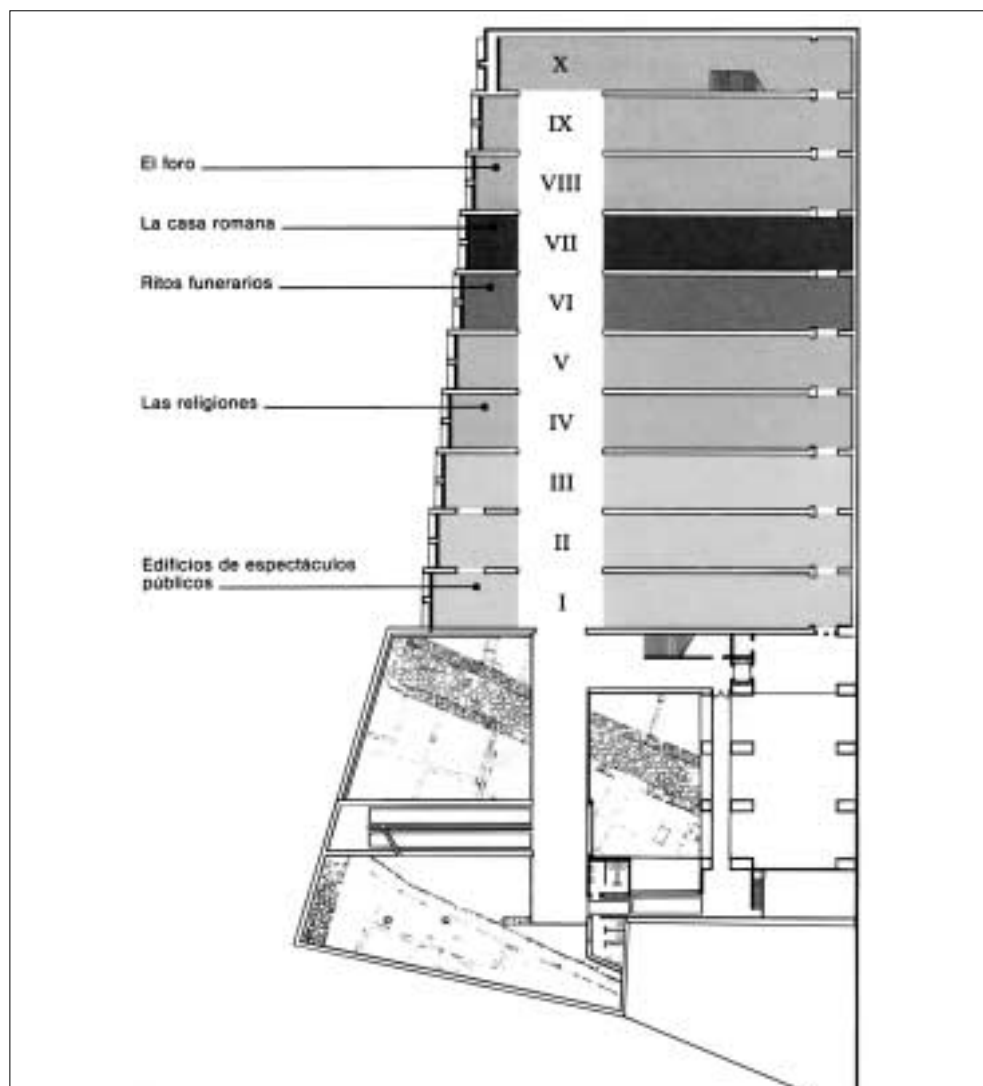 X
IX
El foro
VIII
La casa romana
VII
Ritos funerarios
VI
V
Las religiones
IV
III
II
Edificios de espectáculos
públicos
I